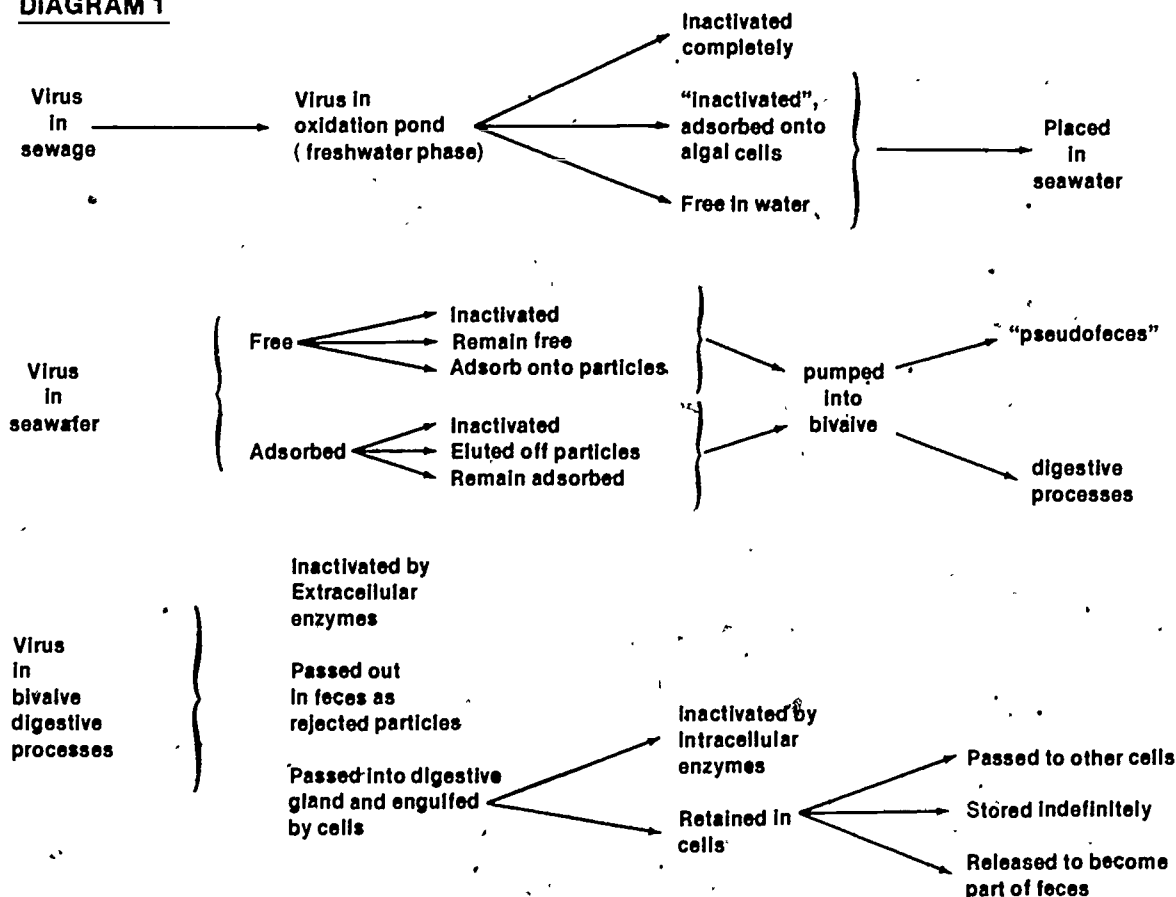 DIAGRAM 1
Virus
in
sewage
Virus in
oxidation pond
(freshwater phase)
Inactivated
completely
"inactivated",
adsorbed onto
algal cells
Free in water
Placed
in
seawater
Virus
in
seawater
Free
Inactivated
Remain free
Adsorb onto particles
Adsorbed
Inactivated
Eluted off particles
Remain adsorbed
pumped
into
bivalve
"pseudofeces"
digestive
processes
Virus
in
bivalve
digestive
processes
Inactivated by
Extracellular
enzymes
Passed out
in feces as
rejected particles
Passed into digestive
gland and engulfed
by cells
Inactivated by
Intracellular
enzymes
Retained in
cells
Passed to other cells
Stored indefinitely
Released to become
part of feces